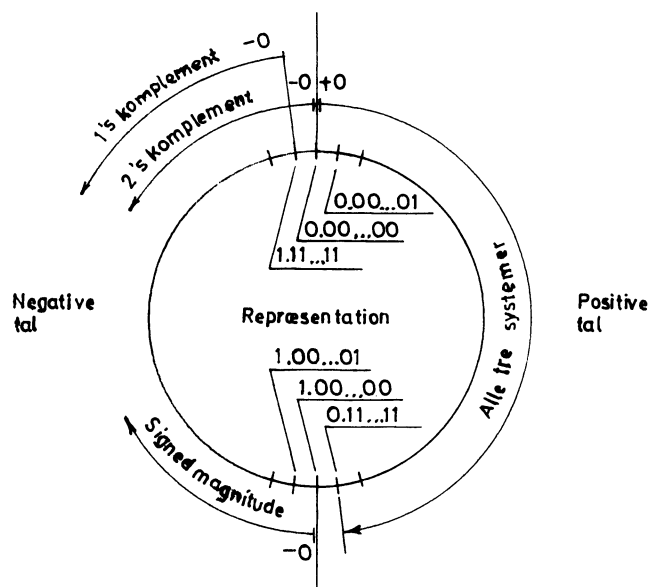 -0
-0 +0
1's komplement
2's komplement
0.00...01
0.00...00
1.11...11
Negative
tal
Repræsentation
Positive
tal
Alle tre systemer
1.00...01
1.00...00
0.11...11
Signed magnitude
-0